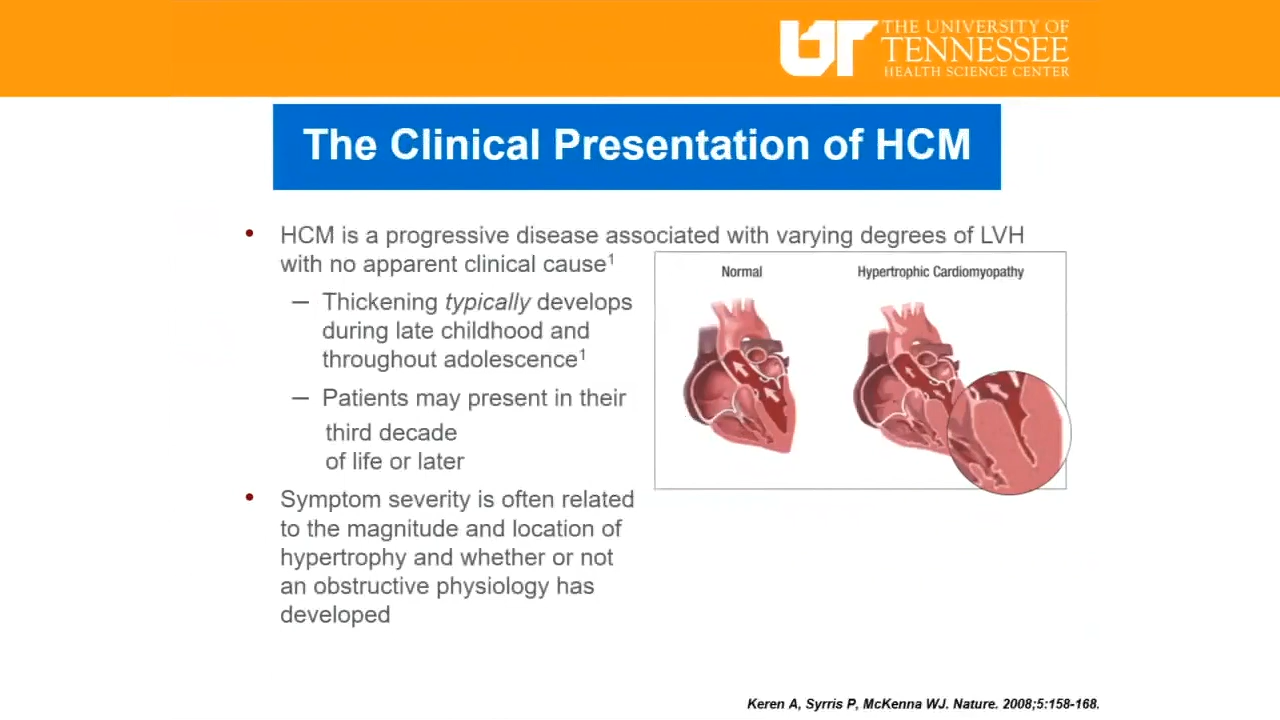 UT THE UNIVERSITY OF
TENNESSEE
HEALTH SCIENCE CENTER
The Clinical Presentation of HCM
• HCM is a progressive disease associated with varying degrees of LVH
with no apparent clinical cause¹
— Thickening typically develops
during late childhood and
throughout adolescence¹
— Patients may present in their
third decade
of life or later
• Symptom severity is often related
to the magnitude and location of
hypertrophy and whether or not
an obstructive physiology has
developed
Normal
Hypertrophic Cardiomyopathy
Keren A, Syrris P, McKenna WJ. Nature. 2008;5:158-168.